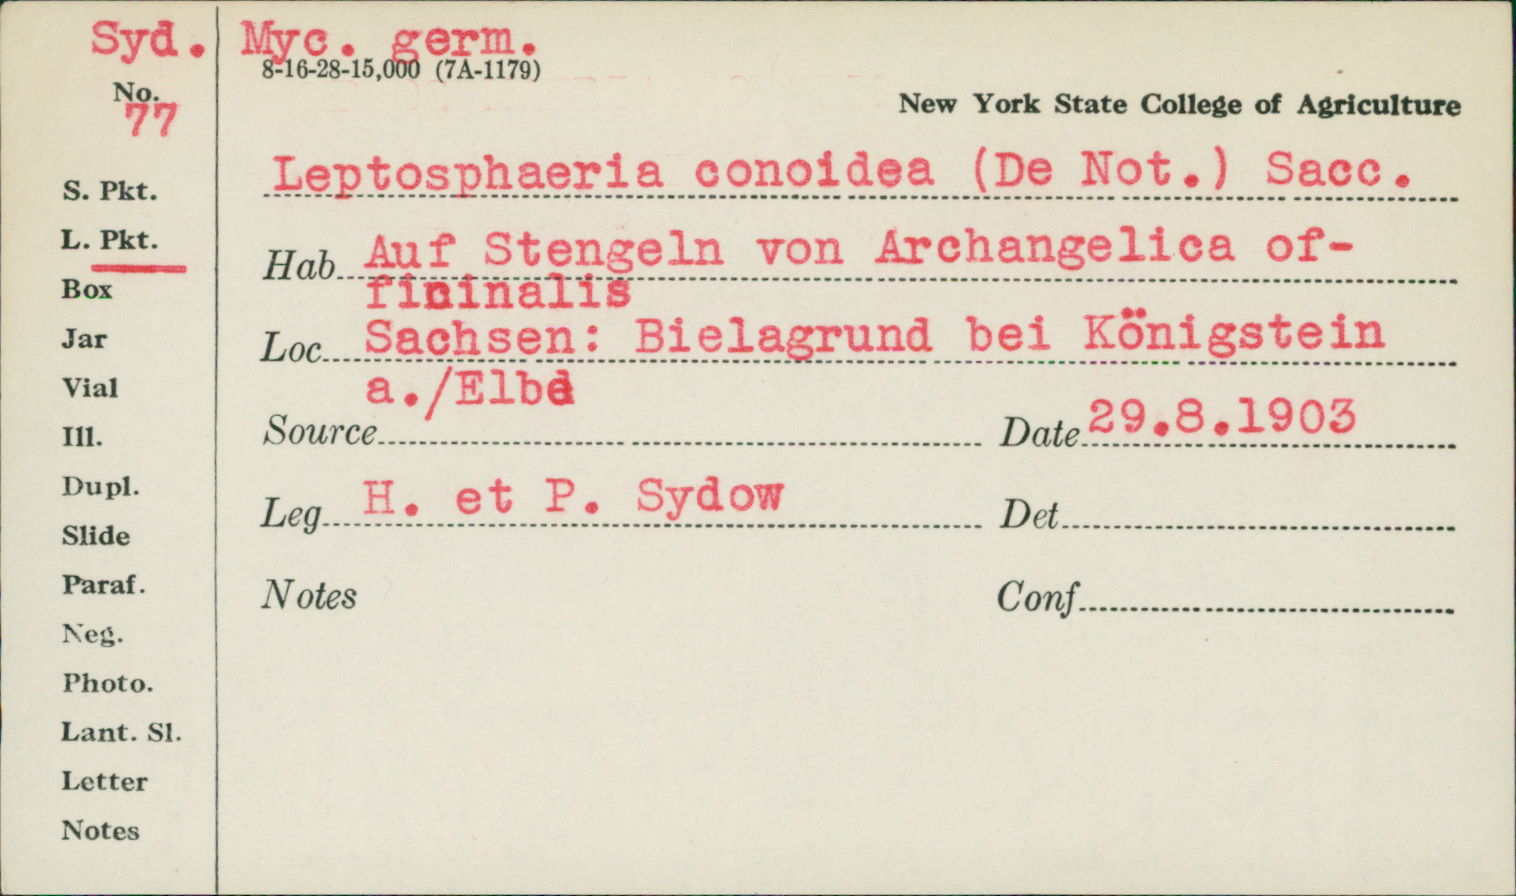 Syd. Myc. germ.
8-16-28-15,000 (7A-1179)
No.
77
New York State College of Agriculture
Leptosphaeria conoidea (De Not.) Sacc.
S. Pkt.
L. Pkt.
Hab. Auf Stengeln von Archangelica of-
ficinalis
Box
Jar
Loc. Sachsen: Bielagrund bei Königstein
a./Elbe
Vial
Ill.
Source
Date 29.8.1903
Dupl.
Leg. H. et P. Sydow
Det.
Slide
Paraf.
Notes
Conf.
Neg.
Photo.
Lant. Sl.
Letter
Notes